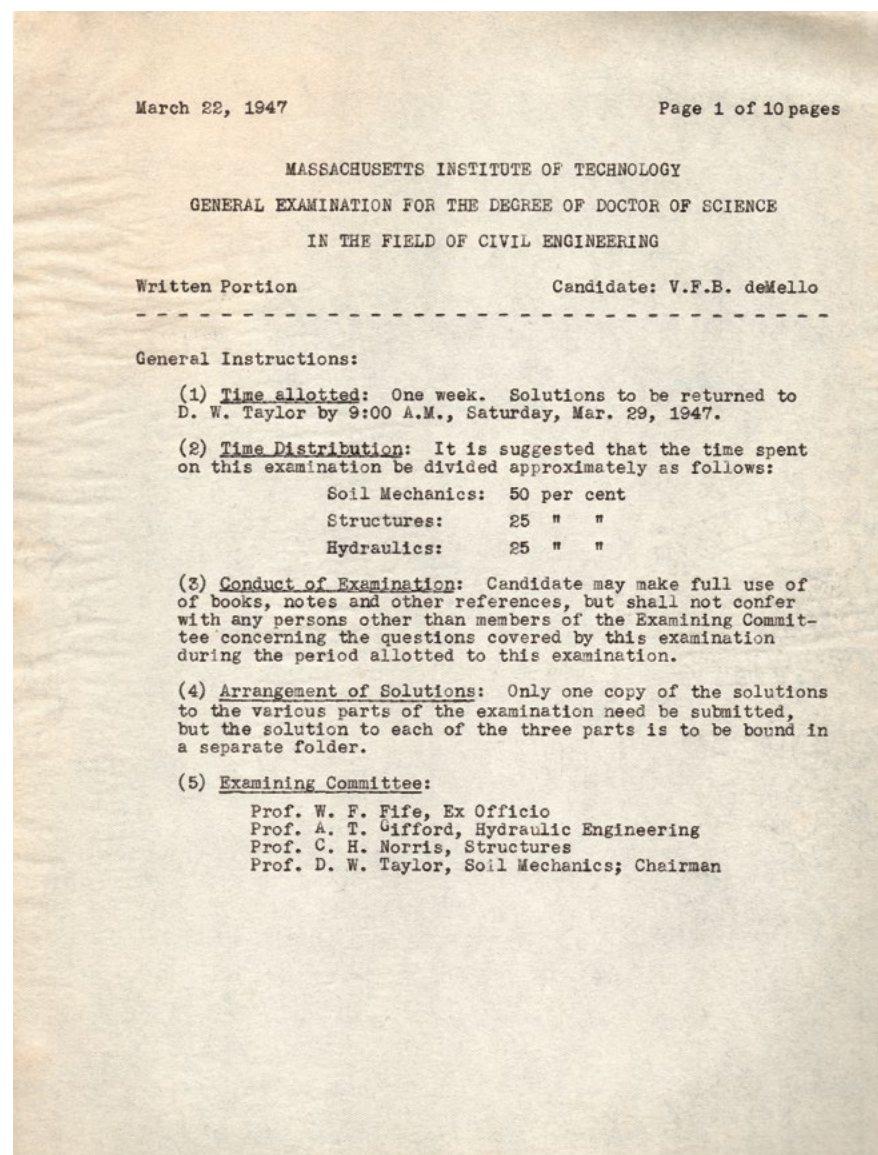 March 22, 1947 Page 1 of 10 pages
MASSACHUSETTS INSTITUTE OF TECHNOLOGY
GENERAL EXAMINATION FOR THE DEGREE OF DOCTOR OF SCIENCE
IN THE FIELD OF CIVIL ENGINEERING
Written Portion Candidate: V.F.B. deMello
- - - - - - - - - - - - - - - - - - - - - - - - - - - - - - - - -
General Instructions:
(1) Time allotted: One week. Solutions to be returned to
D. W. Taylor by 9:00 A.M., Saturday, Mar. 29, 1947.
(2) Time Distribution: It is suggested that the time spent
on this examination be divided approximately as follows:
Soil Mechanics: 50 per cent
Structures: 25 " "
Hydraulics: 25 " "
(3) Conduct of Examination: Candidate may make full use of
of books, notes and other references, but shall not confer
with any persons other than members of the Examining Commit-
tee concerning the questions covered by this examination
during the period allotted to this examination.
(4) Arrangement of Solutions: Only one copy of the solutions
to the various parts of the examination need be submitted,
but the solution to each of the three parts is to be bound in
a separate folder.
(5) Examining Committee:
Prof. W. F. Fife, Ex Officio
Prof. A. T. Gifford, Hydraulic Engineering
Prof. C. H. Norris, Structures
Prof. D. W. Taylor, Soil Mechanics; Chairman